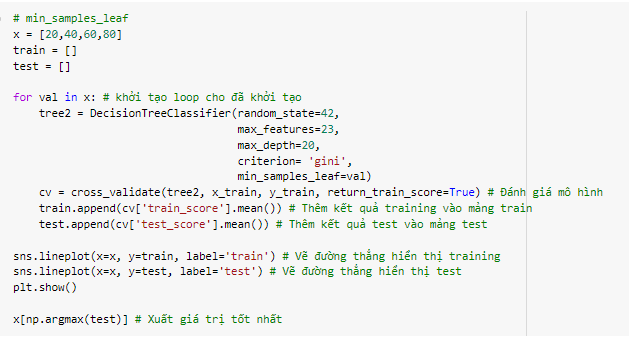 # min_samples_leaf
x = [20,40,60,80]
train = []
test = []
for val in x: # khởi tạo loop cho đã khởi tạo
tree2 = DecisionTreeClassifier(random_state=42,
max_features=23,
max_depth=20,
criterion= 'gini',
min_samples_leaf=val)
cv = cross_validate(tree2, x_train, y_train, return_train_score=True) # Đánh giá mô hình
train.append(cv['train_score'].mean()) # Thêm kết quả training vào mảng train
test.append(cv['test_score'].mean()) # Thêm kết quả test vào mảng test
sns.lineplot(x=x, y=train, label='train') # Vẽ đường thẳng hiển thị training
sns.lineplot(x=x, y=test, label='test') # Vẽ đường thẳng hiển thị test
plt.show()
x[np.argmax(test)] # Xuất giá trị tốt nhất